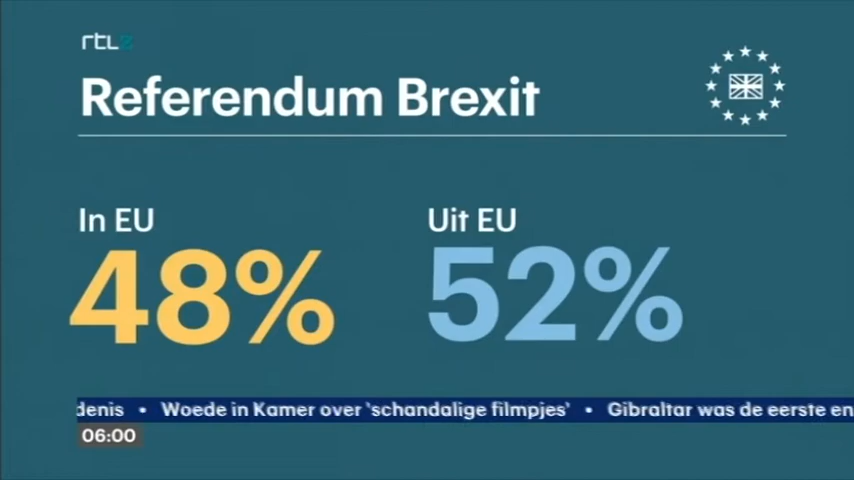 rtlz
Referendum Brexit
In EU
Uit EU
48%
52%
denis • Woede in Kamer over 'schandalige filmpjes' • Gibraltar was de eerste en
06:00